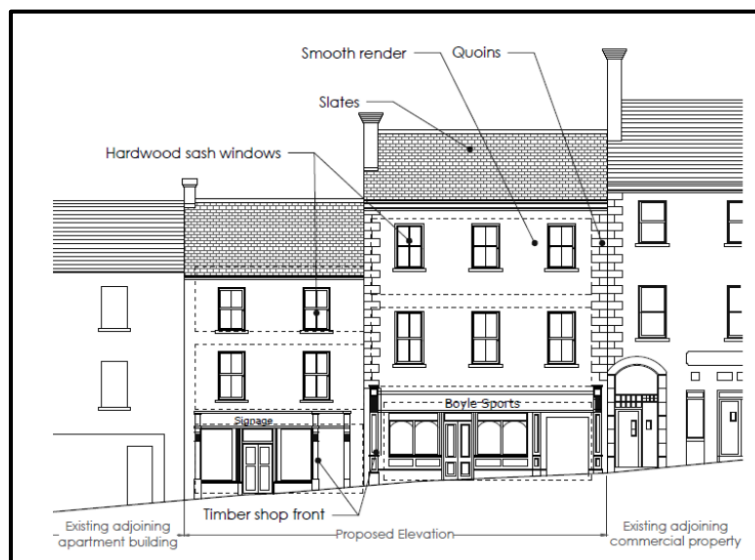 Smooth render
Quoins
Slates
Hardwood sash windows
Boyle Sports
Signage
Timber shop front
Existing adjoining
apartment building
Proposed Elevation
Existing adjoining
commercial property